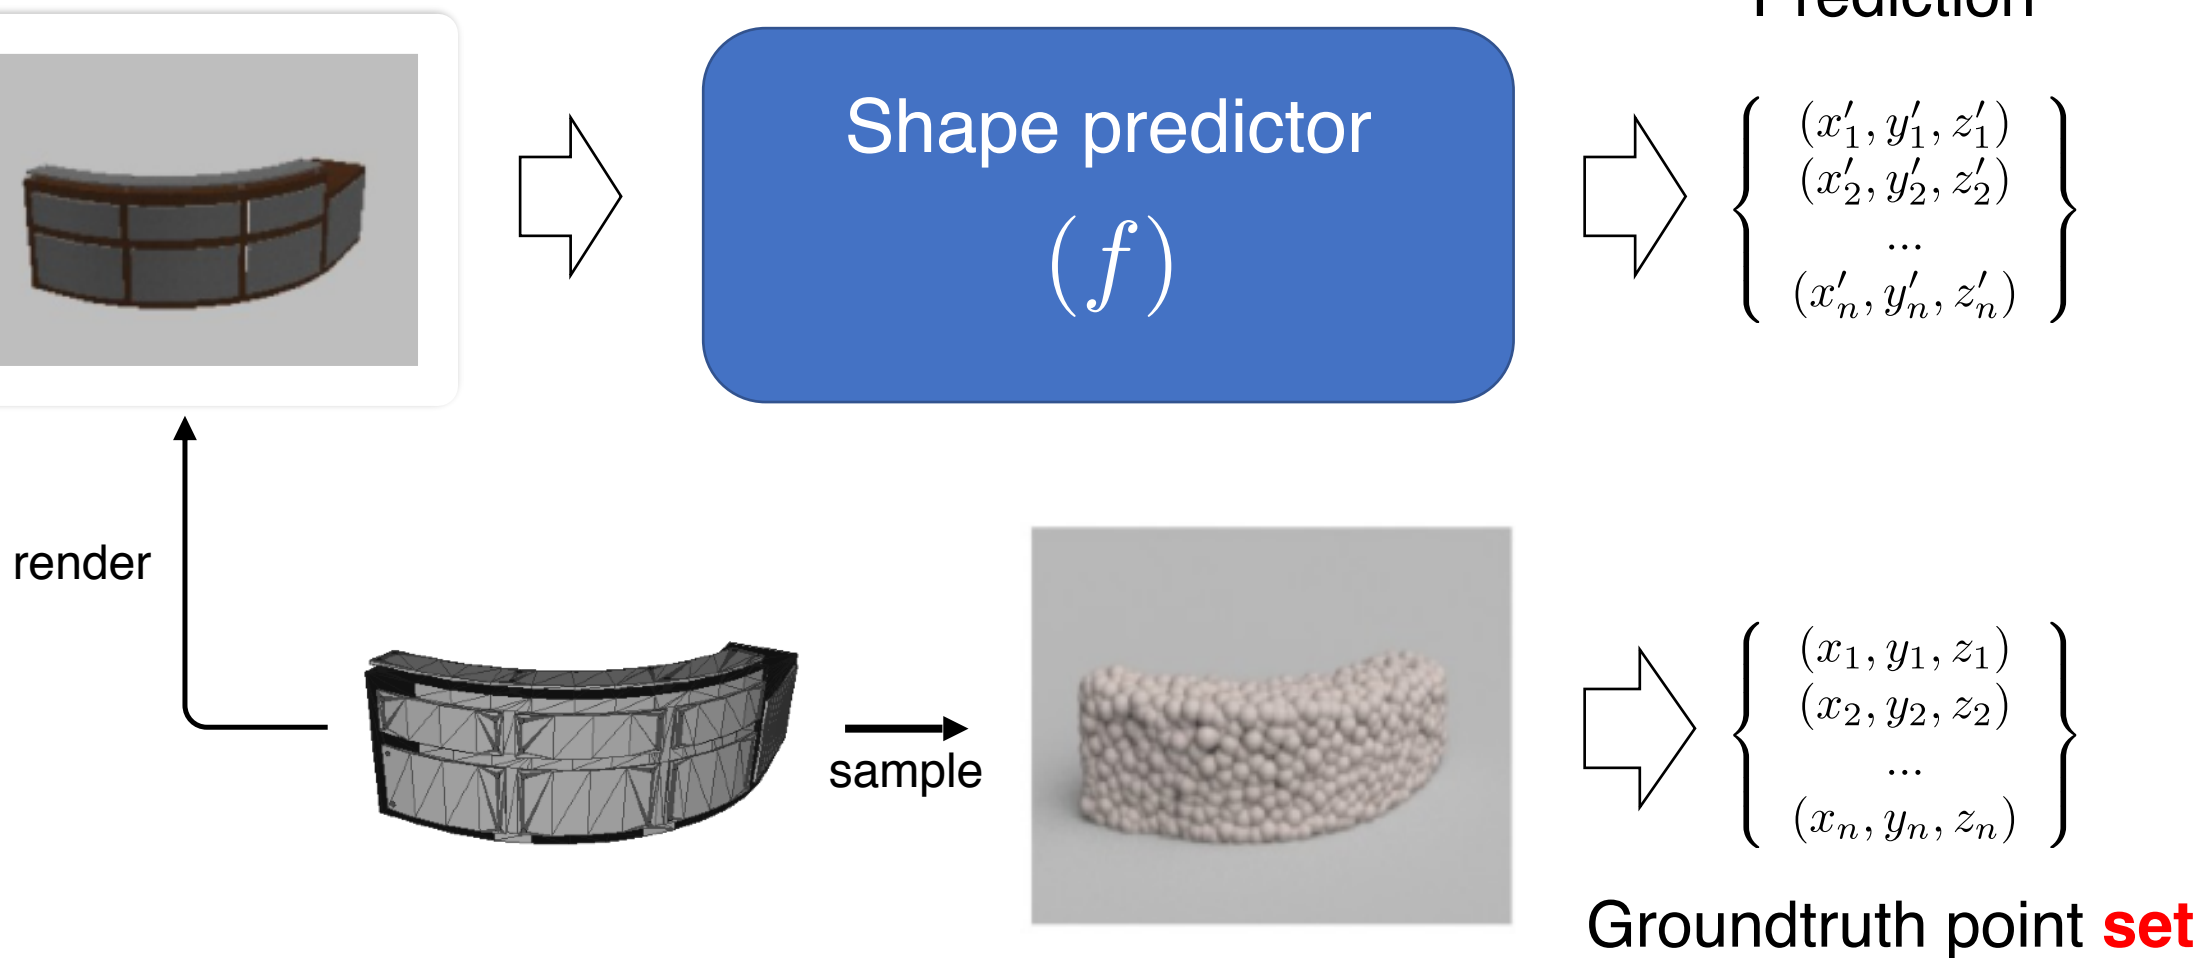 Prediction
Shape predictor
(f)
(x′₁, y′₁, z′₁)
(x′₂, y′₂, z′₂)
...
(x′ₙ, y′ₙ, z′ₙ)
render
sample
(x₁, y₁, z₁)
(x₂, y₂, z₂)
...
(xₙ, yₙ, zₙ)
Groundtruth point set